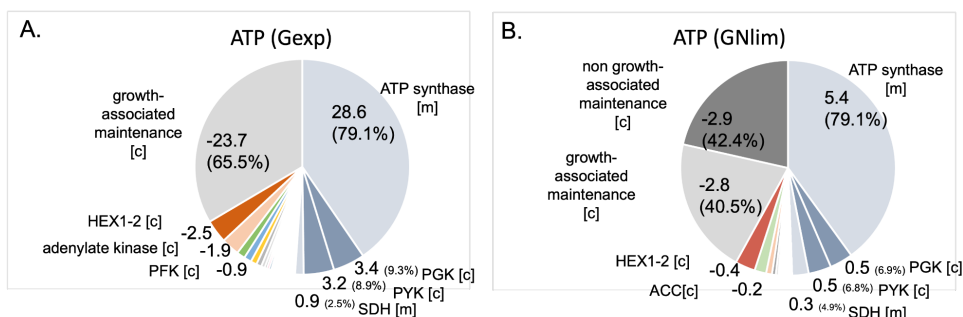 A.
ATP (Gexp)
growth-
associated
maintenance
[c]
ATP synthase
[m]
28.6
(79.1%)
-23.7
(65.5%)
HEX1-2 [c]
-2.5
adenylate kinase [c]
-1.9
PFK [c]
-0.9
3.4 (9.3%) PGK [c]
3.2 (8.9%) PYK [c]
0.9 (2.5%) SDH [m]
B.
ATP (GNlim)
non growth-
associated
maintenance
[c]
ATP synthase
[m]
5.4
(79.1%)
-2.9
(42.4%)
growth-
associated
maintenance
[c]
-2.8
(40.5%)
HEX1-2 [c]
-0.4
ACC[c]
-0.2
0.5 (6.9%) PGK [c]
0.5 (6.8%) PYK [c]
0.3 (4.9%) SDH [m]